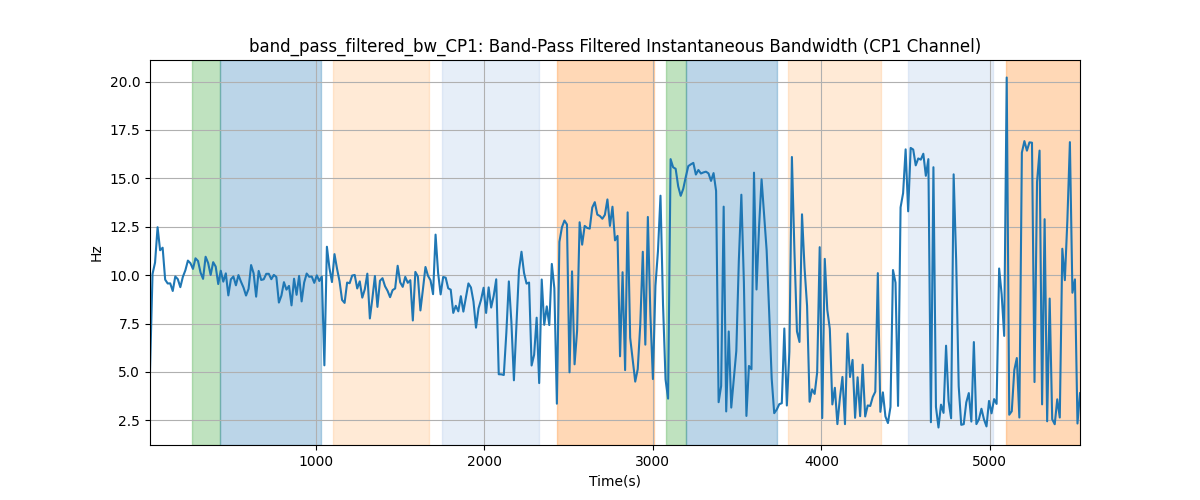 band_pass_filtered_bw_CP1: Band-Pass Filtered Instantaneous Bandwidth (CP1 Channel)
20.0
17.5
15.0
12.5
10.0
7.5
5.0
2.5
Hz
1000 2000 3000 4000 5000
Time(s)